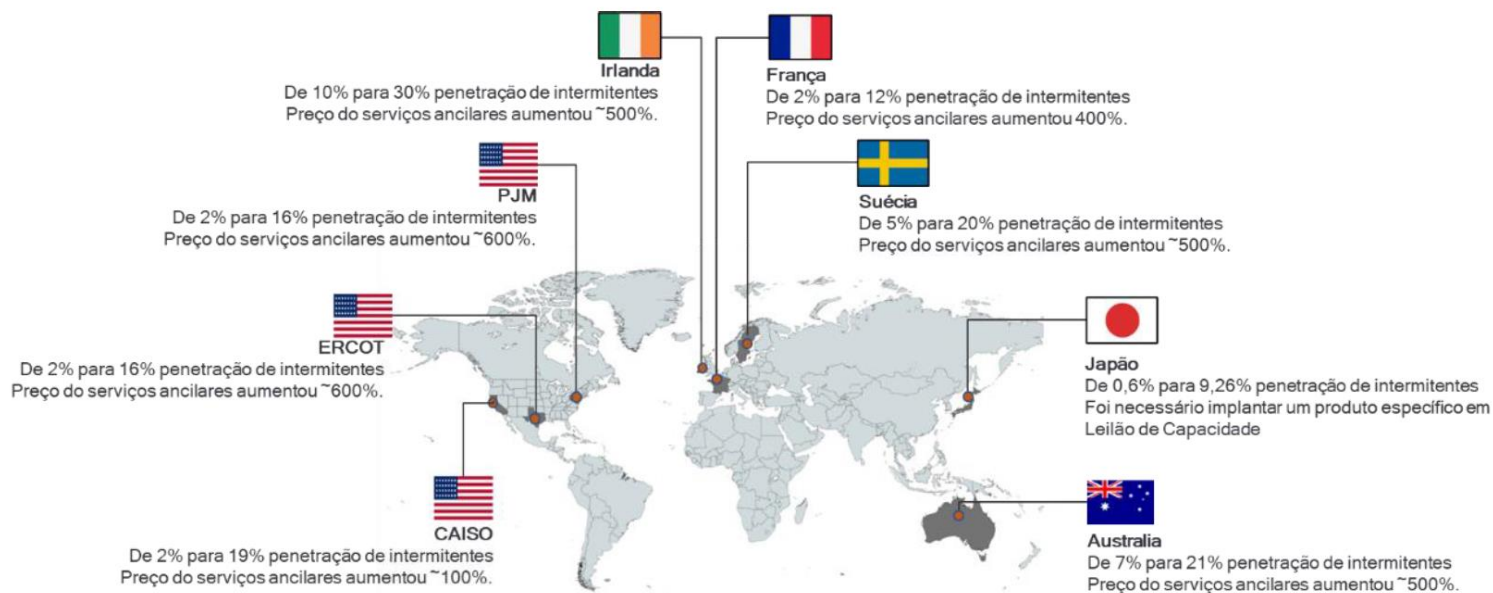 Irlanda
De 10% para 30% penetração de intermitentes
Preço do serviços ancilares aumentou ~500%.
França
De 2% para 12% penetração de intermitentes
Preço do serviços ancilares aumentou 400%.
PJM
De 2% para 16% penetração de intermitentes
Preço do serviços ancilares aumentou ~600%.
Suécia
De 5% para 20% penetração de intermitentes
Preço do serviços ancilares aumentou ~500%.
ERCOT
De 2% para 16% penetração de intermitentes
Preço do serviços ancilares aumentou ~600%.
Japão
De 0,6% para 9,26% penetração de intermitentes
Foi necessário implantar um produto específico em
Leilão de Capacidade
CAISO
De 2% para 19% penetração de intermitentes
Preço do serviços ancilares aumentou ~100%.
Australia
De 7% para 21% penetração de intermitentes
Preço do serviços ancilares aumentou ~500%.